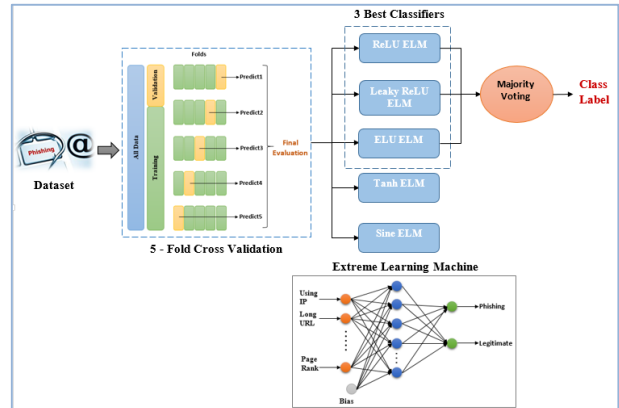 3 Best Classifiers
Folds
Validation
Training
All Data
Predict1
Predict2
Predict3
Predict4
Predict5
Final
Evaluation
Phishing
@
Dataset
5 - Fold Cross Validation
ReLU ELM
Leaky ReLU
ELM
ELU ELM
Tanh ELM
Sine ELM
Majority
Voting
Class
Label
Extreme Learning Machine
Using
IP
Long
URL
Page
Rank
Bias
Phishing
Legitimate